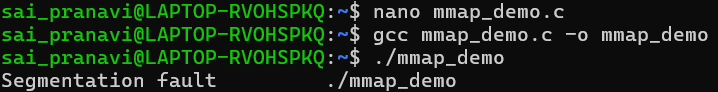 sai_pranavi@LAPTOP-RVOHSPKQ:~$ nano mmap_demo.c
sai_pranavi@LAPTOP-RVOHSPKQ:~$ gcc mmap_demo.c -o mmap_demo
sai_pranavi@LAPTOP-RVOHSPKQ:~$ ./mmap_demo
Segmentation fault      ./mmap_demo